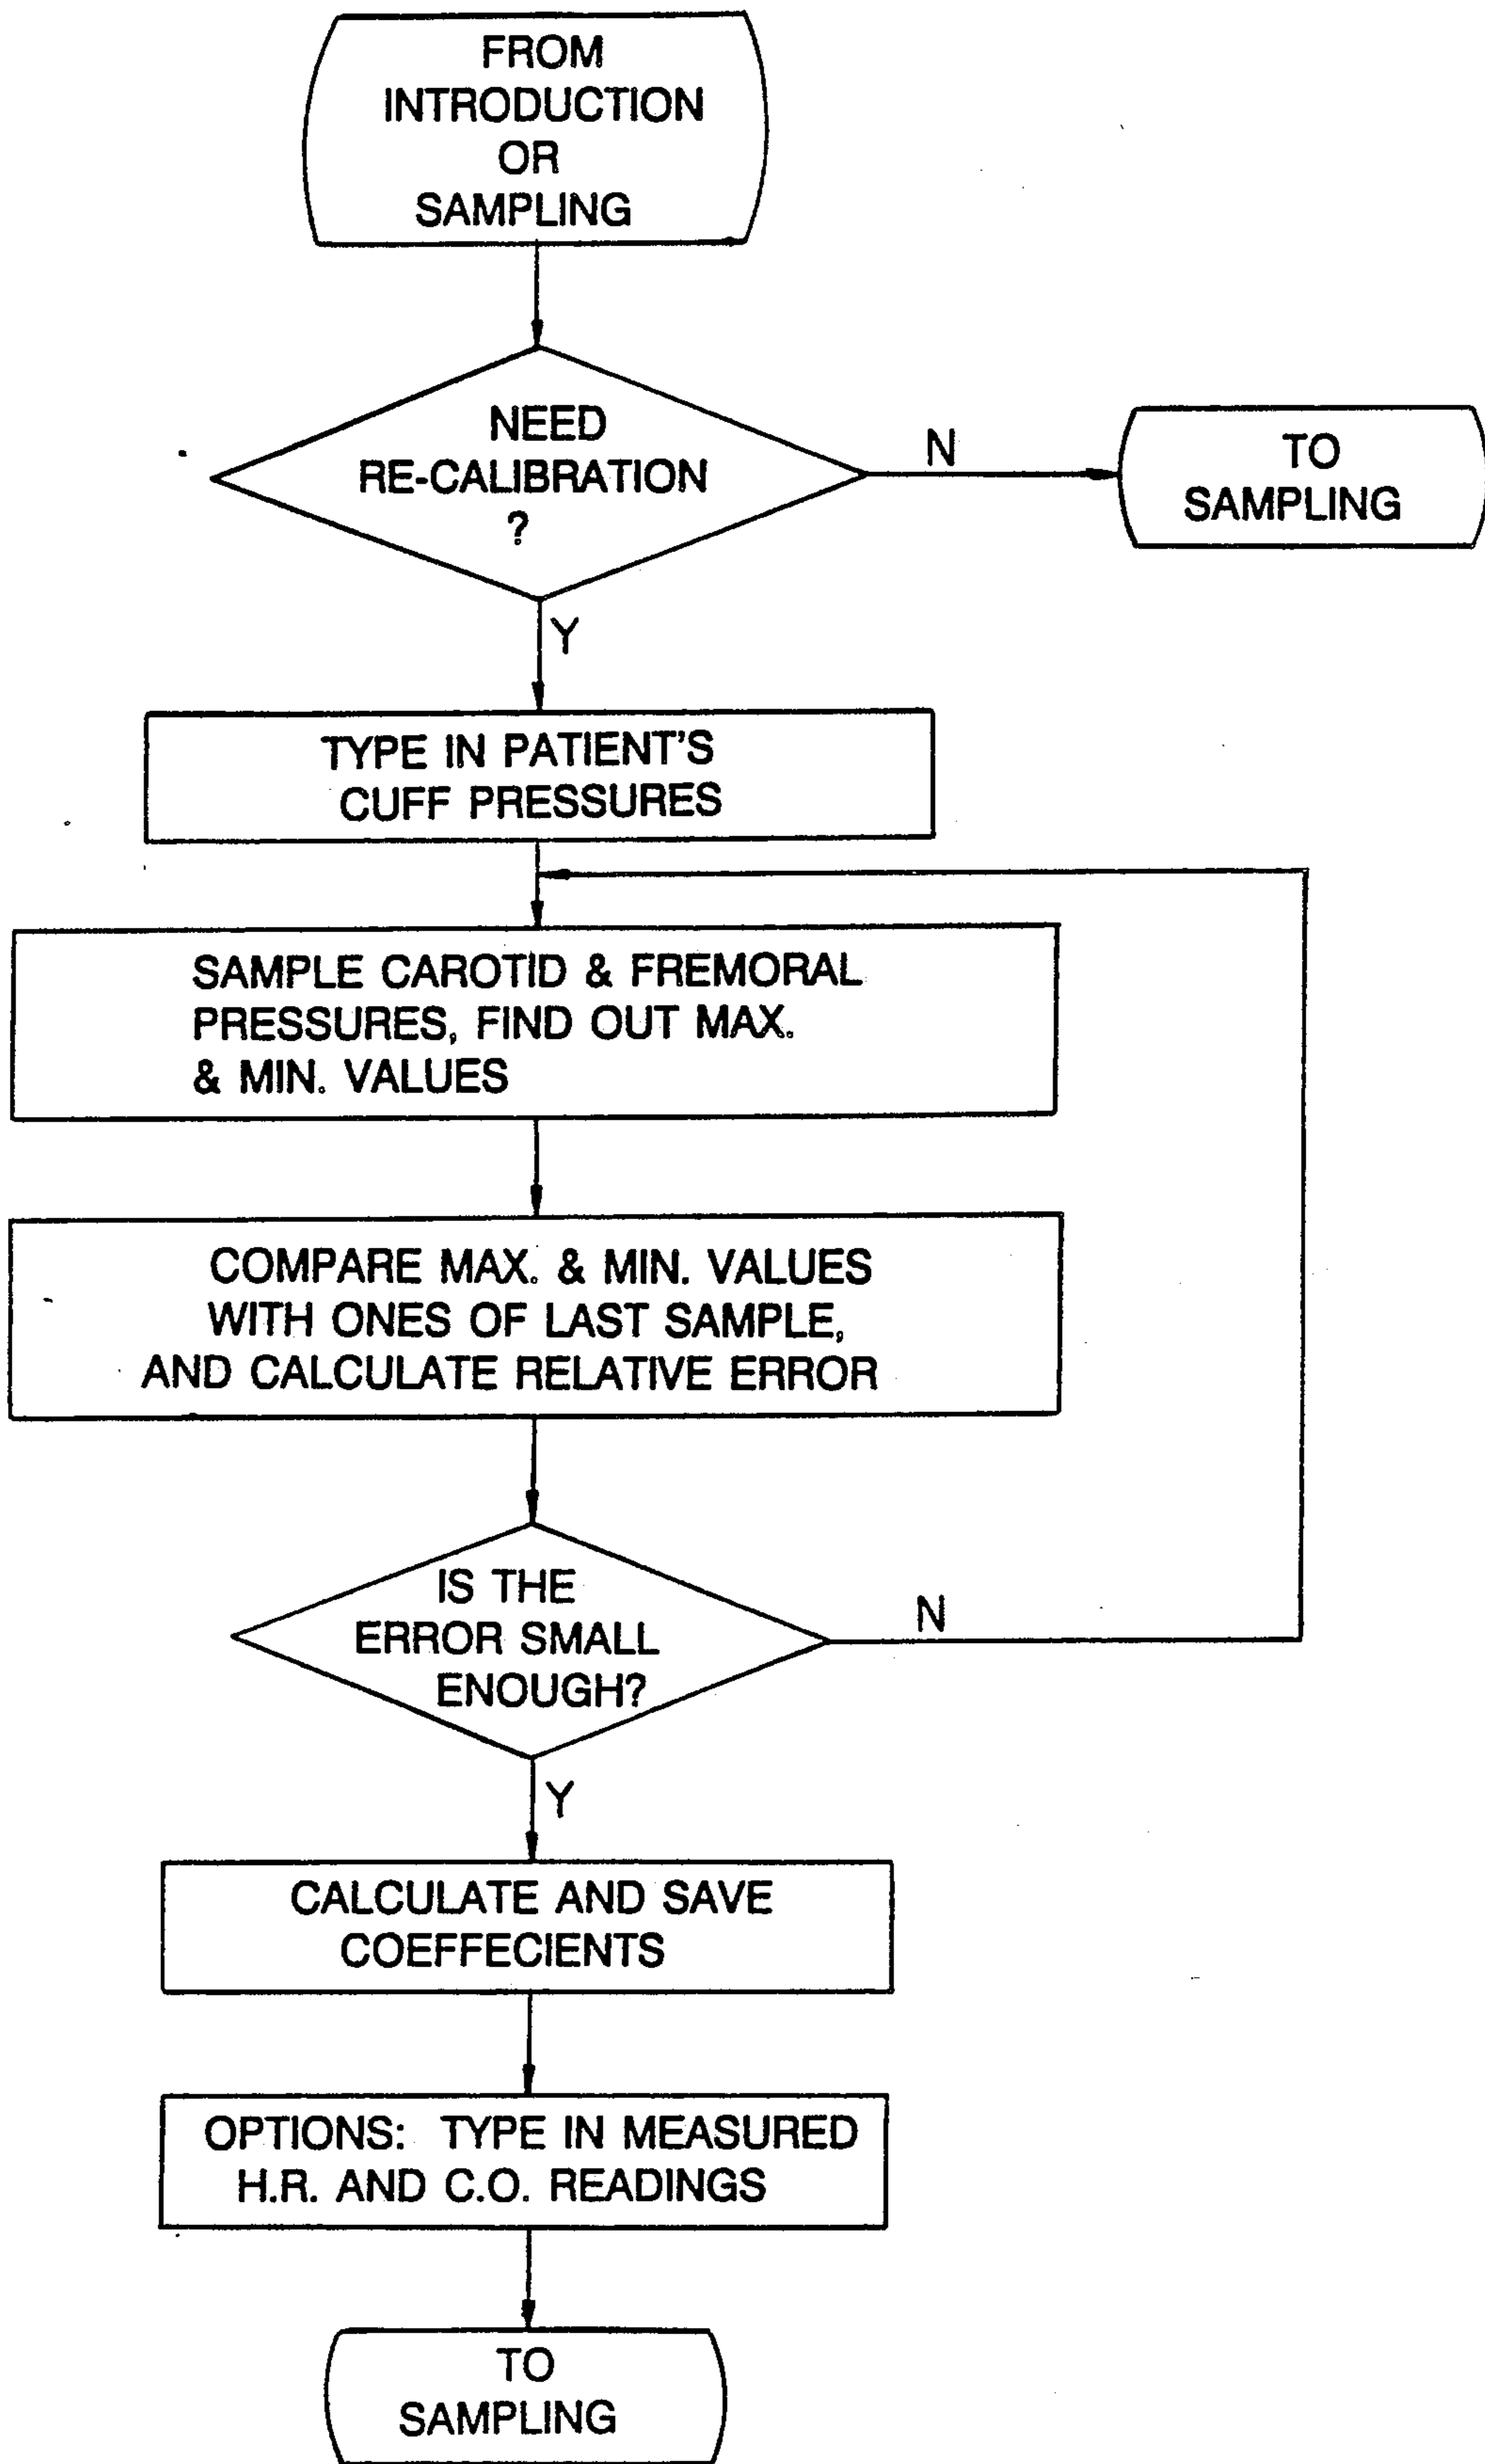 FROM
INTRODUCTION
OR
SAMPLING
NEED
RE-CALIBRATION
?
N
TO
SAMPLING
Y
TYPE IN PATIENT'S
CUFF PRESSURES
SAMPLE CAROTID & FREMORAL
PRESSURES, FIND OUT MAX.
& MIN. VALUES
COMPARE MAX. & MIN. VALUES
WITH ONES OF LAST SAMPLE,
AND CALCULATE RELATIVE ERROR
IS THE
ERROR SMALL
ENOUGH?
N
Y
CALCULATE AND SAVE
COEFFECIENTS
OPTIONS: TYPE IN MEASURED
H.R. AND C.O. READINGS
TO
SAMPLING